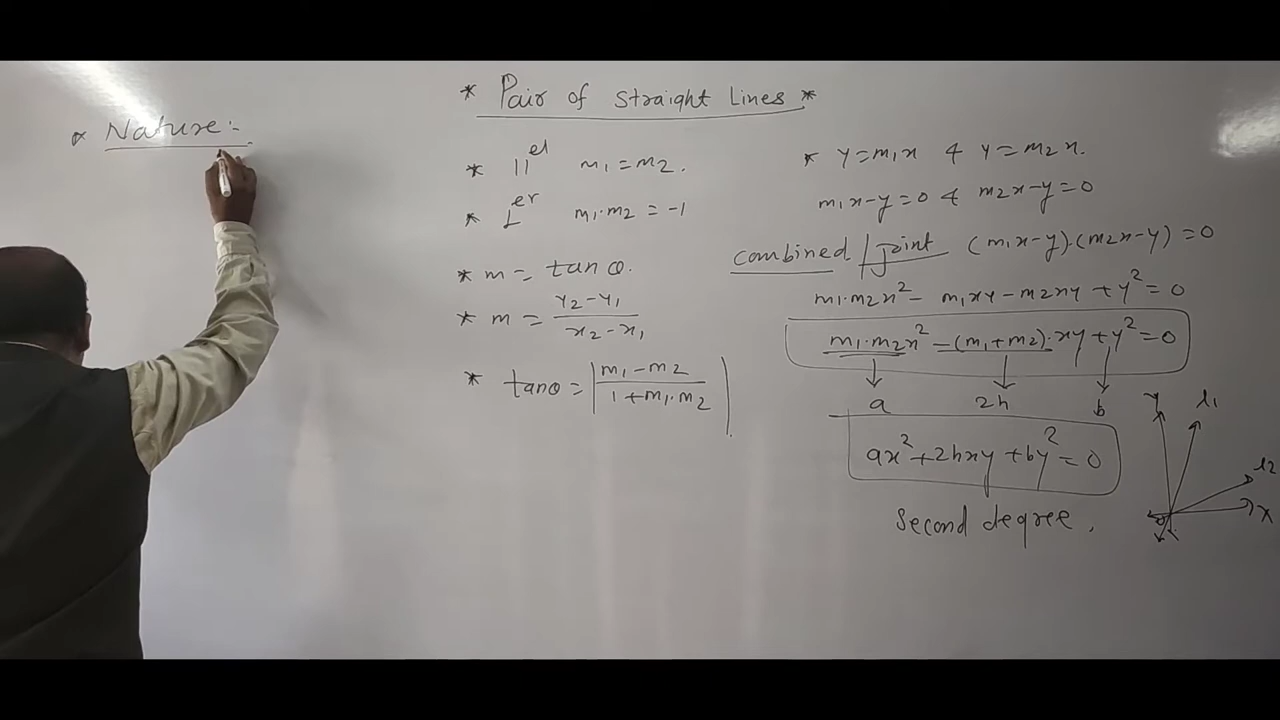 * Pair of Straight Lines *
* Nature:-
* ||el m₁ = m₂.
* ⊥er m₁·m₂ = -1
* m = tan θ.
* m = y₂-y₁ / x₂-x₁
* tanθ = | m₁-m₂ / 1+m₁·m₂ |
* y=m₁x & y=m₂x.
m₁x-y=0 & m₂x-y=0
combined / joint (m₁x-y)·(m₂x-y)=0
m₁·m₂x² - m₁xy - m₂xy + y² = 0
m₁·m₂x² - (m₁+m₂)·xy + y² = 0
a 2h b
ax²+2hxy+by²=0
Second degree.
Y l₁
l₂
X